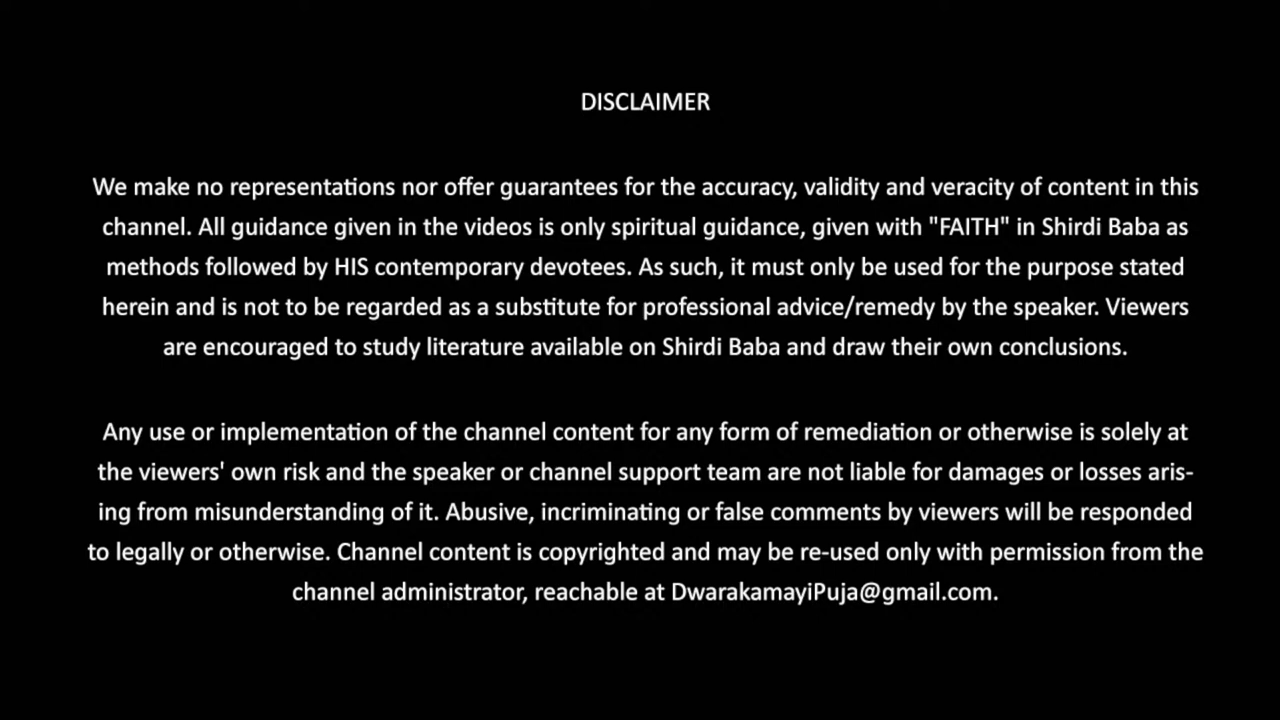 DISCLAIMER
We make no representations nor offer guarantees for the accuracy, validity and veracity of content in this
channel. All guidance given in the videos is only spiritual guidance, given with "FAITH" in Shirdi Baba as
methods followed by HIS contemporary devotees. As such, it must only be used for the purpose stated
herein and is not to be regarded as a substitute for professional advice/remedy by the speaker. Viewers
are encouraged to study literature available on Shirdi Baba and draw their own conclusions.
Any use or implementation of the channel content for any form of remediation or otherwise is solely at
the viewers' own risk and the speaker or channel support team are not liable for damages or losses aris-
ing from misunderstanding of it. Abusive, incriminating or false comments by viewers will be responded
to legally or otherwise. Channel content is copyrighted and may be re-used only with permission from the
channel administrator, reachable at DwarakamayiPuja@gmail.com.